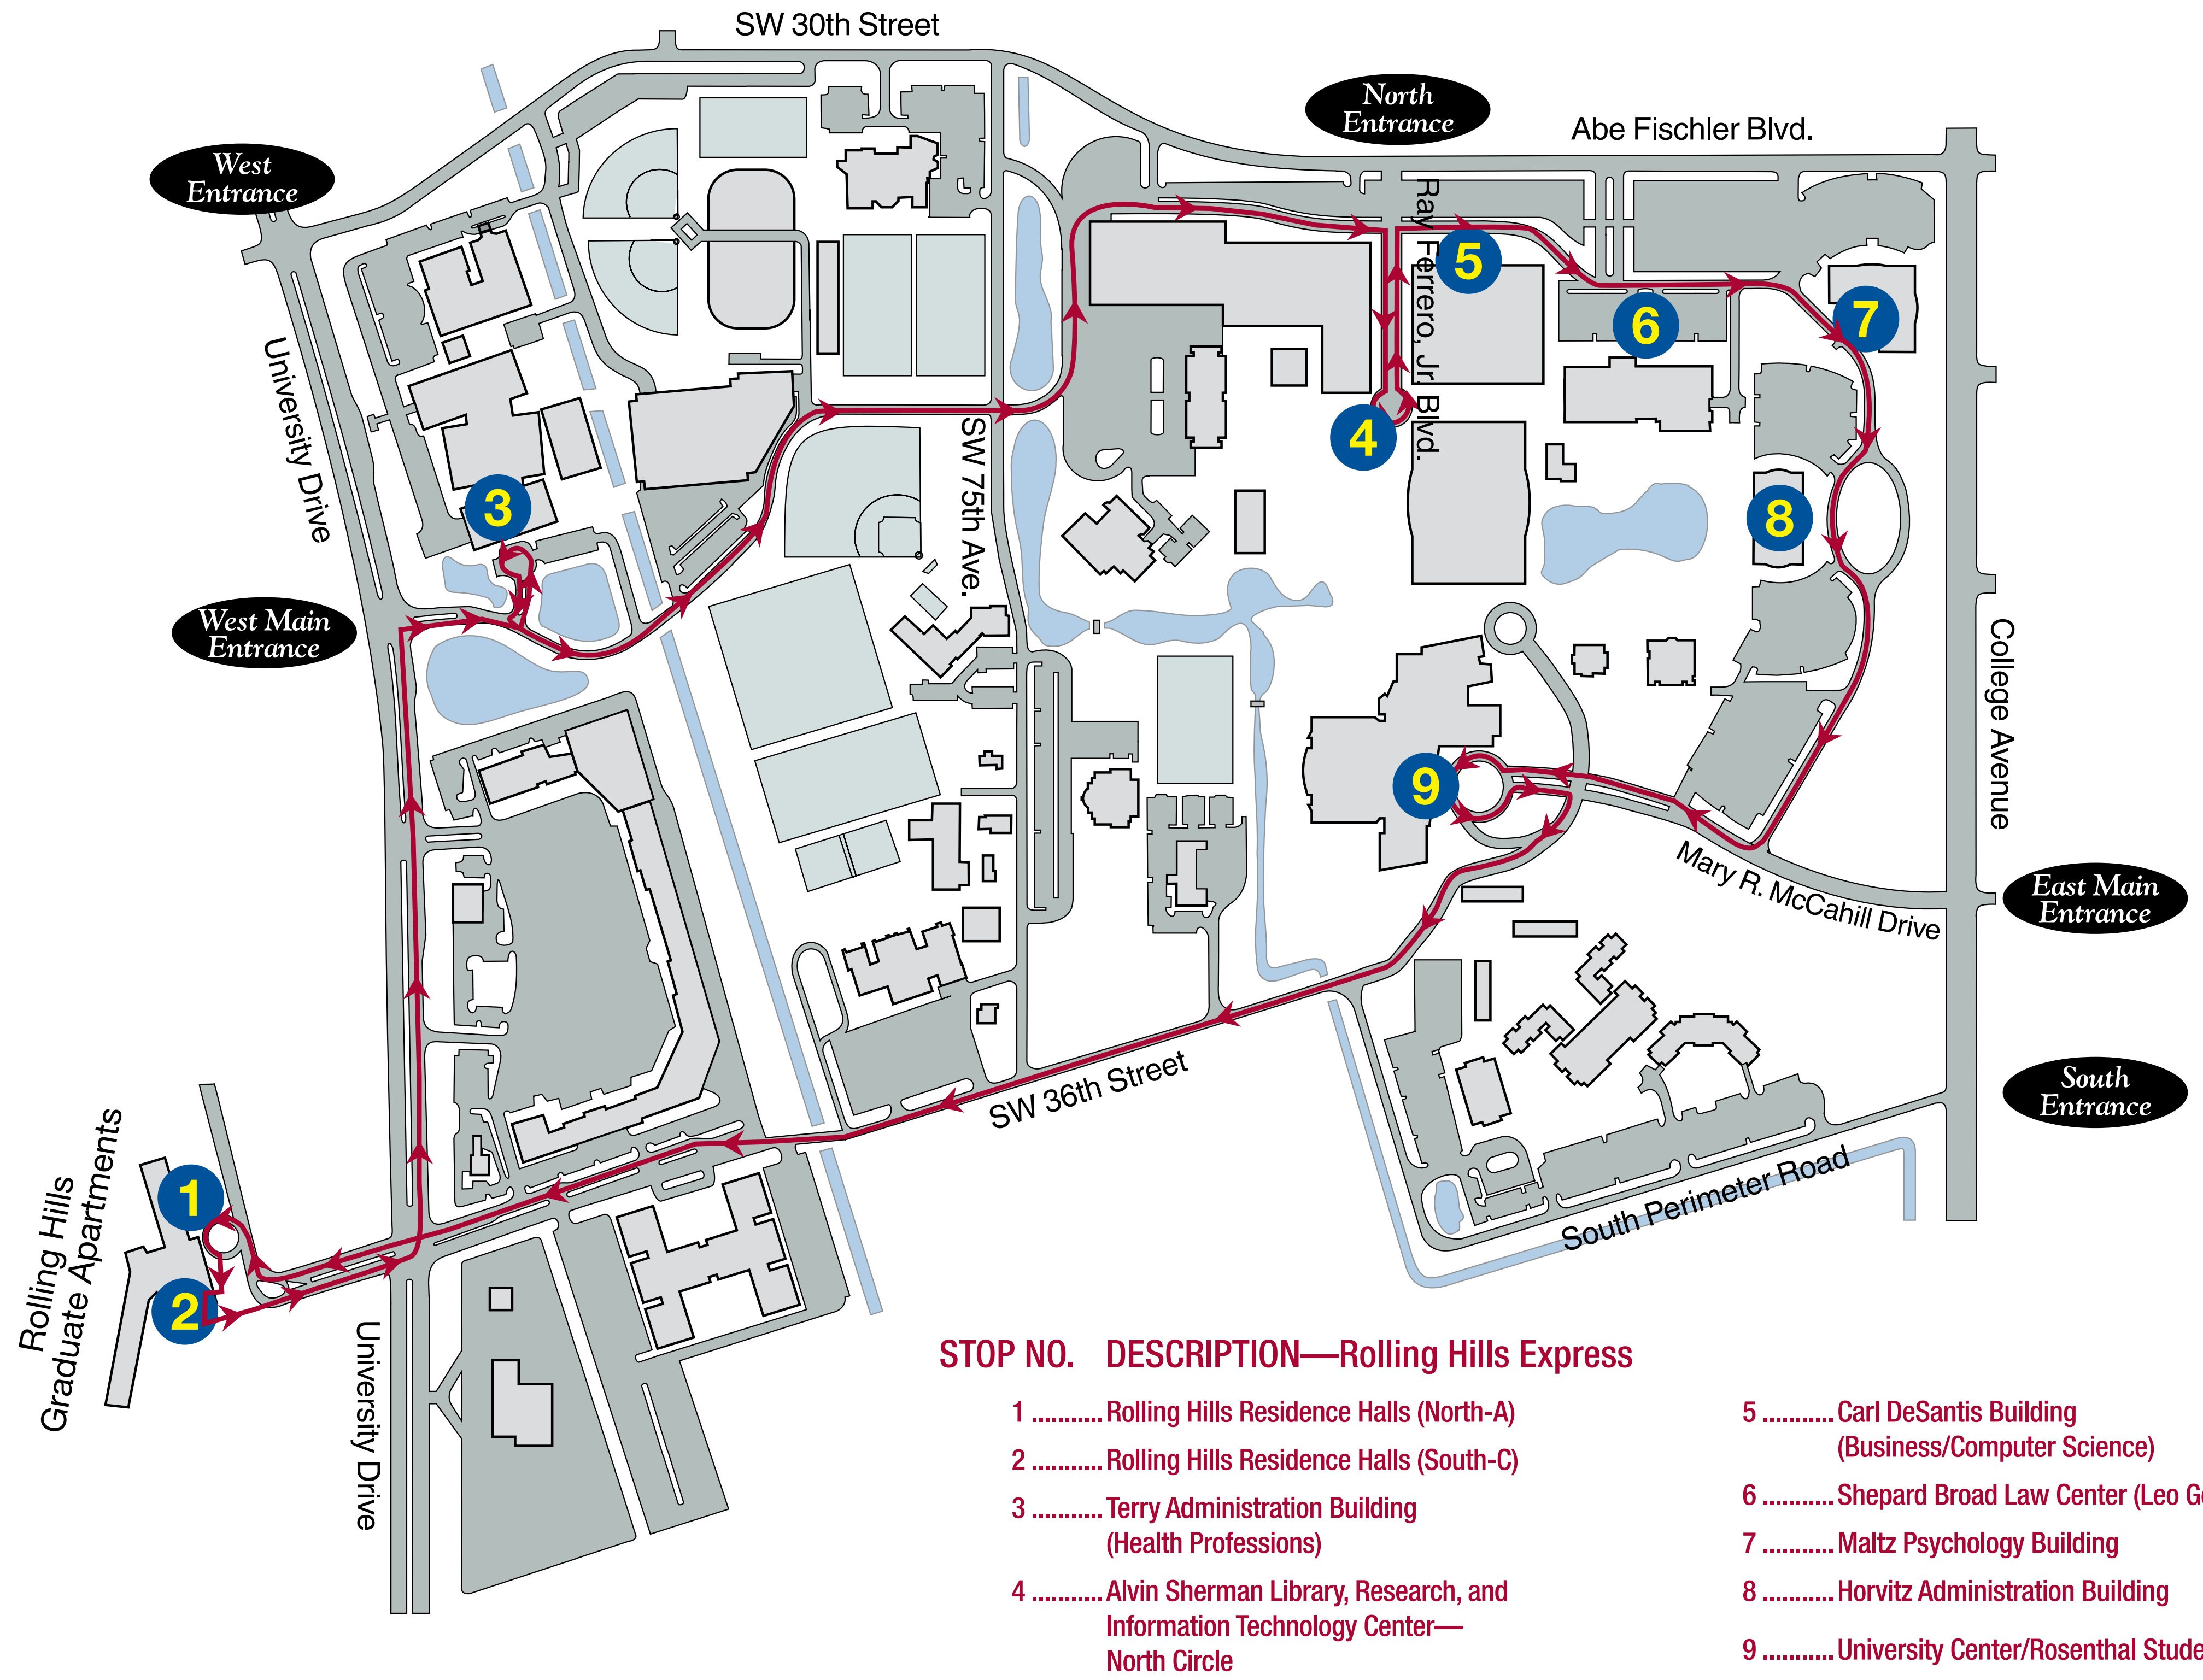 SW 30th Street
North
Entrance
Abe Fischler Blvd.
West
Entrance
Ray Ferrero, Jr. Blvd.
5
6
7
University Drive
4
SW 75th Ave.
3
8
West Main
Entrance
College Avenue
9
Mary R. McCahill Drive
East Main
Entrance
SW 36th Street
South
Entrance
Rolling Hills
Graduate Apartments
1
2
South Perimeter Road
University Drive
STOP NO. DESCRIPTION—Rolling Hills Express
1 ........... Rolling Hills Residence Halls (North-A)
2 ........... Rolling Hills Residence Halls (South-C)
3 ........... Terry Administration Building
(Health Professions)
4 ........... Alvin Sherman Library, Research, and
Information Technology Center—
North Circle
5 ........... Carl DeSantis Building
(Business/Computer Science)
6 ........... Shepard Broad Law Center (Leo
7 ........... Maltz Psychology Building
8 ........... Horvitz Administration Building
9 ........... University Center/Rosenthal